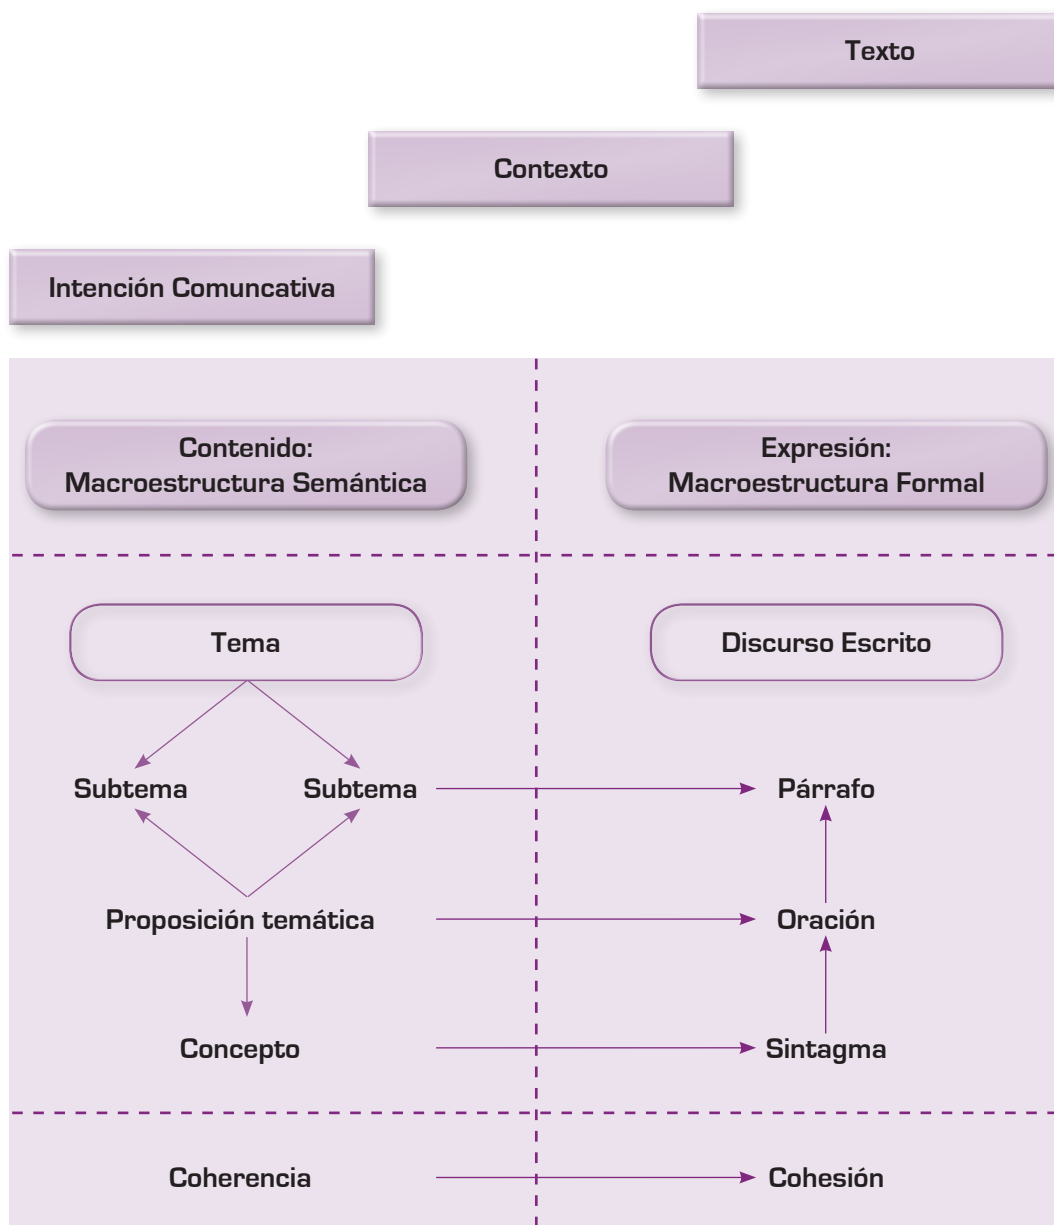 Texto
Contexto
Intención Comuncativa
Contenido:
Macroestructura Semántica
Expresión:
Macroestructura Formal
Tema
Discurso Escrito
Subtema
Subtema
Párrafo
Proposición temática
Oración
Concepto
Sintagma
Coherencia
Cohesión